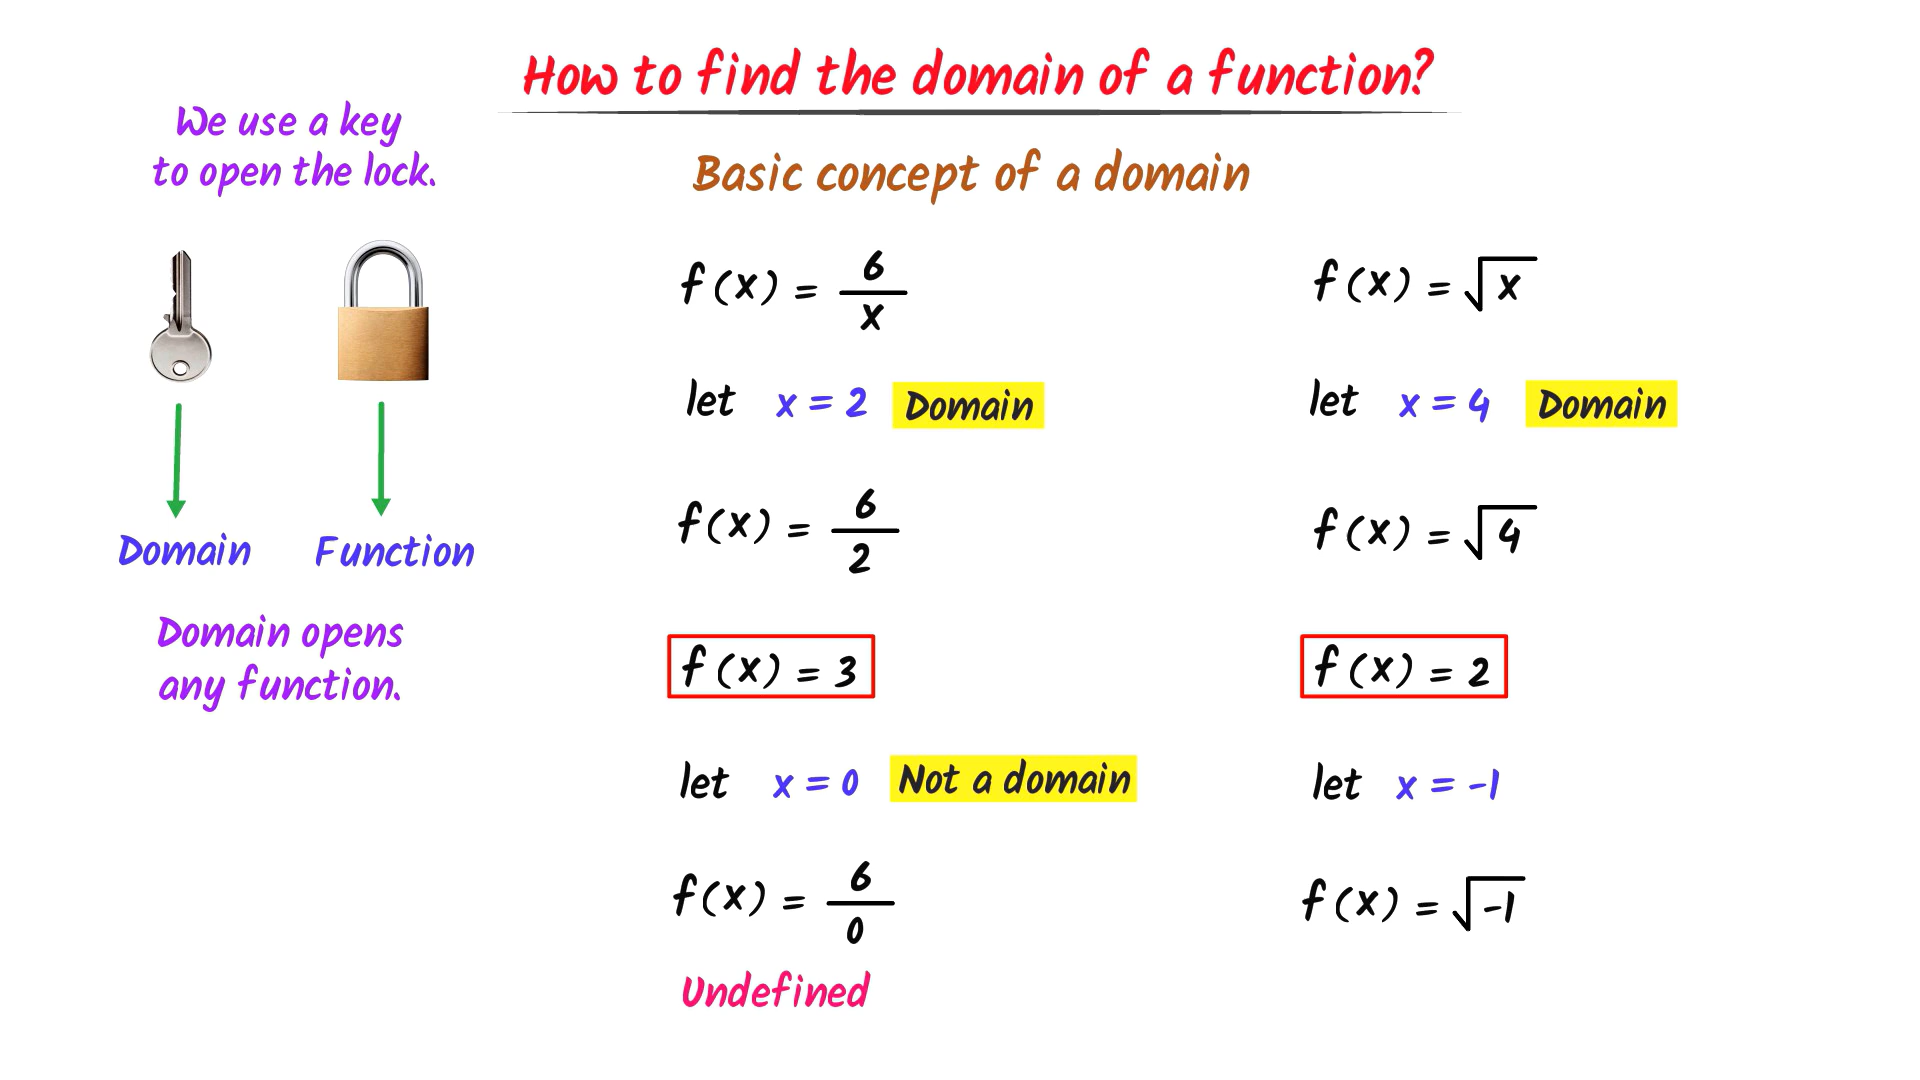 How to find the domain of a function?
We use a key
to open the lock.
Domain
Function
Domain opens
any function.
Basic concept of a domain
f(x) = 6/x
let x = 2 Domain
f(x) = 6/2
f(x) = 3
let x = 0 Not a domain
f(x) = 6/0
Undefined
f(x) = √x
let x = 4 Domain
f(x) = √4
f(x) = 2
let x = -1
f(x) = √-1